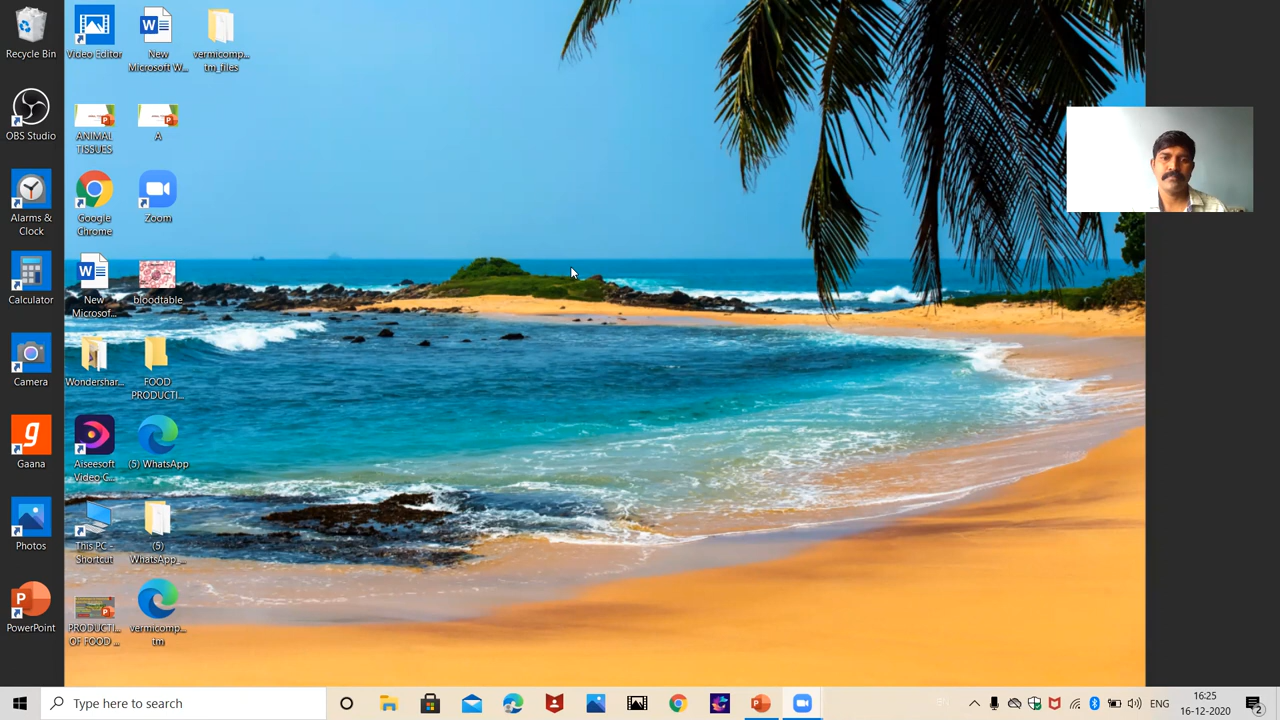 Recycle Bin
Video Editor
New
Microsoft W...
vermicomp...
tm_files
OBS Studio
ANIMAL
TISSUES
A
Alarms &
Clock
Google
Chrome
Zoom
Calculator
New
Microsof...
bloodtable
Camera
Wondershar...
FOOD
PRODUCTI...
Gaana
Aiseesoft
Video C...
(5) WhatsApp
Photos
This PC -
Shortcut
(5)
WhatsApp_...
PowerPoint
PRODUCTI...
OF FOOD ...
vermicomp...
tm
Type here to search
ENG
16:25
16-12-2020
2